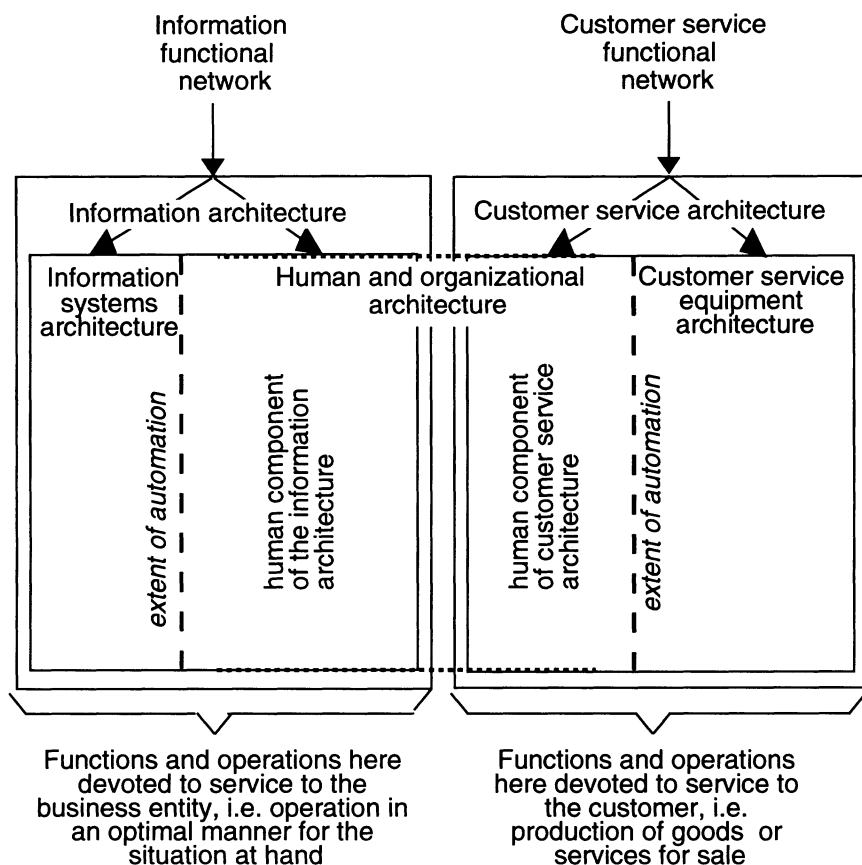 Information
functional
network
Customer service
functional
network
Information architecture
Customer service architecture
Information
systems
architecture
Human and organizational
architecture
Customer service
equipment
architecture
extent of automation
human component
of the information
architecture
human component
of customer service
architecture
extent of automation
Functions and operations here
devoted to service to the
business entity, i.e. operation in
an optimal manner for the
situation at hand
Functions and operations
here devoted to service to
the customer, i.e.
production of goods or
services for sale